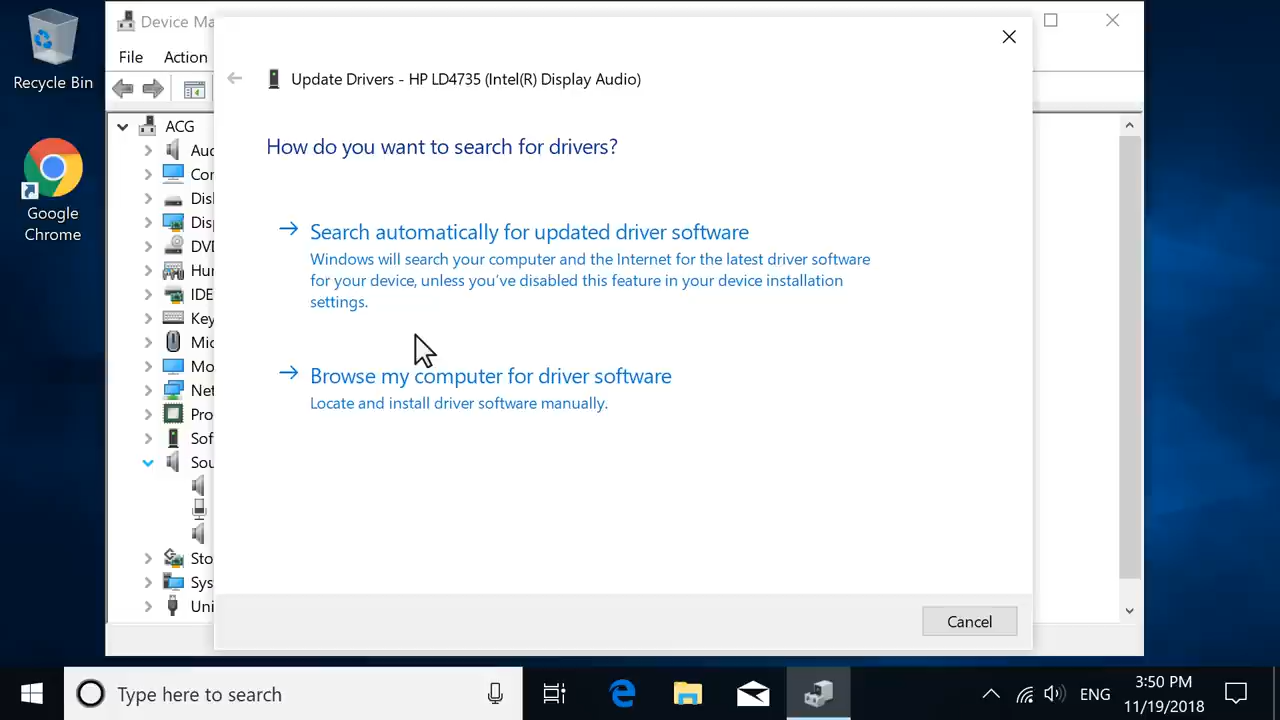 Recycle Bin
Google
Chrome
Device Ma
File Action
Update Drivers - HP LD4735 (Intel(R) Display Audio)
How do you want to search for drivers?
Search automatically for updated driver software
Windows will search your computer and the Internet for the latest driver software
for your device, unless you've disabled this feature in your device installation
settings.
Browse my computer for driver software
Locate and install driver software manually.
Cancel
ACG
Aud
Cor
Disk
Disp
DVD
Hur
IDE
Key
Mic
Mo
Net
Pro
Sof
Sou
Sto
Sys
Uni
Type here to search
ENG
3:50 PM
11/19/2018